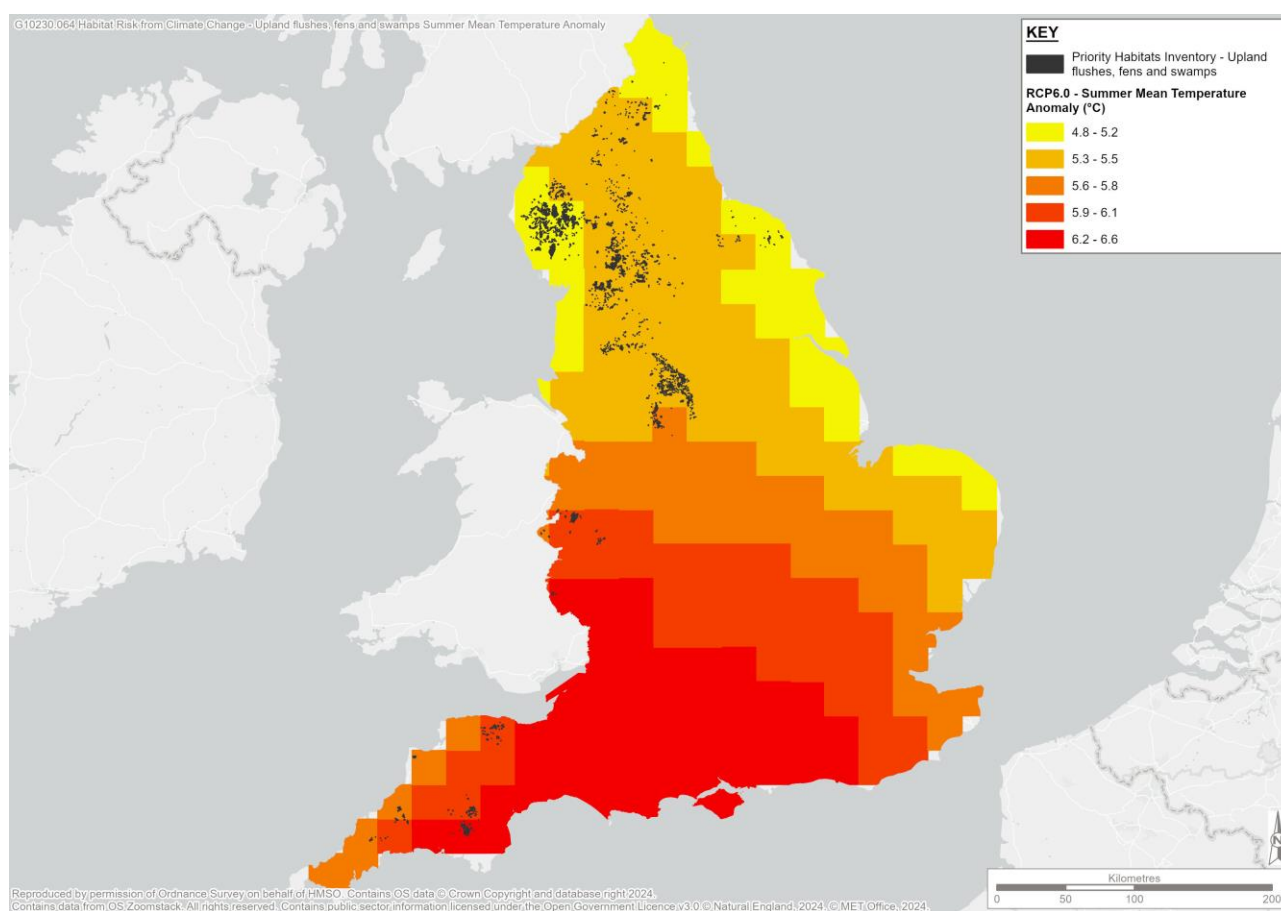 G10230.064 Habitat Risk from Climate Change - Upland flushes, fens and swamps Summer Mean Temperature Anomaly
KEY
Priority Habitats Inventory - Upland
flushes, fens and swamps
RCP6.0 - Summer Mean Temperature
Anomaly (°C)
4.8 - 5.2
5.3 - 5.5
5.6 - 5.8
5.9 - 6.1
6.2 - 6.6
N
Kilometres
0 50 100 200
Reproduced by permission of Ordnance Survey on behalf of HMSO. Contains OS data © Crown Copyright and database right 2024.
Contains data from OS Zoomstack. All rights reserved. Contains public sector information licensed under the Open Government Licence v3.0.© Natural England, 2024, © MET Office, 2024.